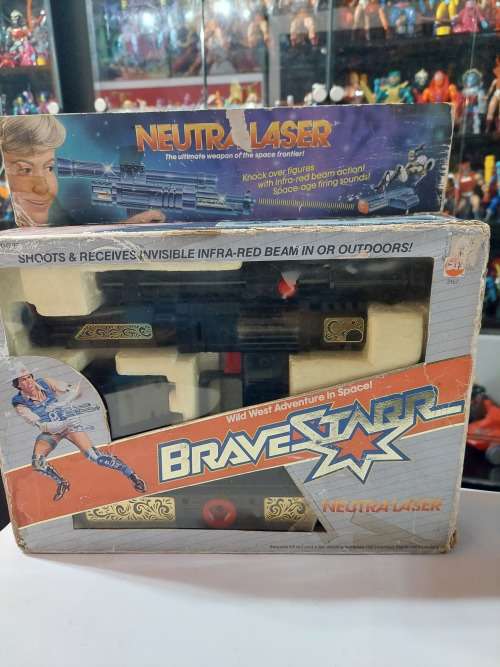 NEUTRA LASER
The ultimate weapon of the space frontier!
Knock over figures
with infra-red beam action!
Space-age firing sounds!
SHOOTS & RECEIVES INVISIBLE INFRA-RED BEAM IN OR OUTDOORS!
Wild West Adventure In Space!
BRAVESTARR
NEUTRA LASER